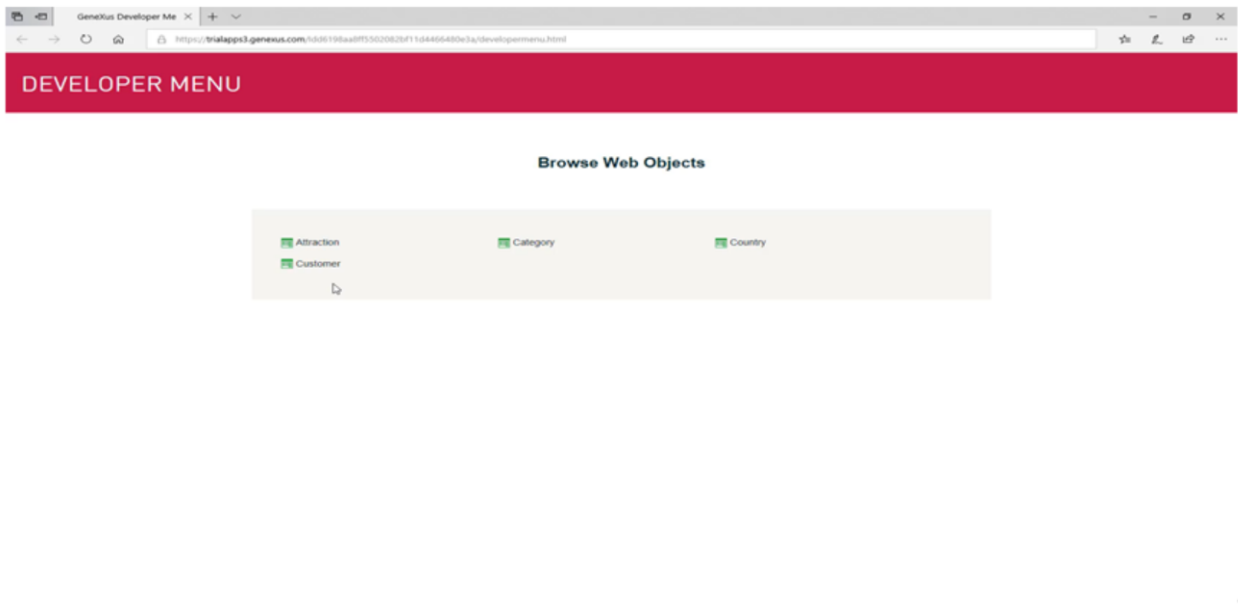 GeneXus Developer Me
https://trialapps3.genexus.com/
DEVELOPER MENU
Browse Web Objects
Attraction Category Country
Customer